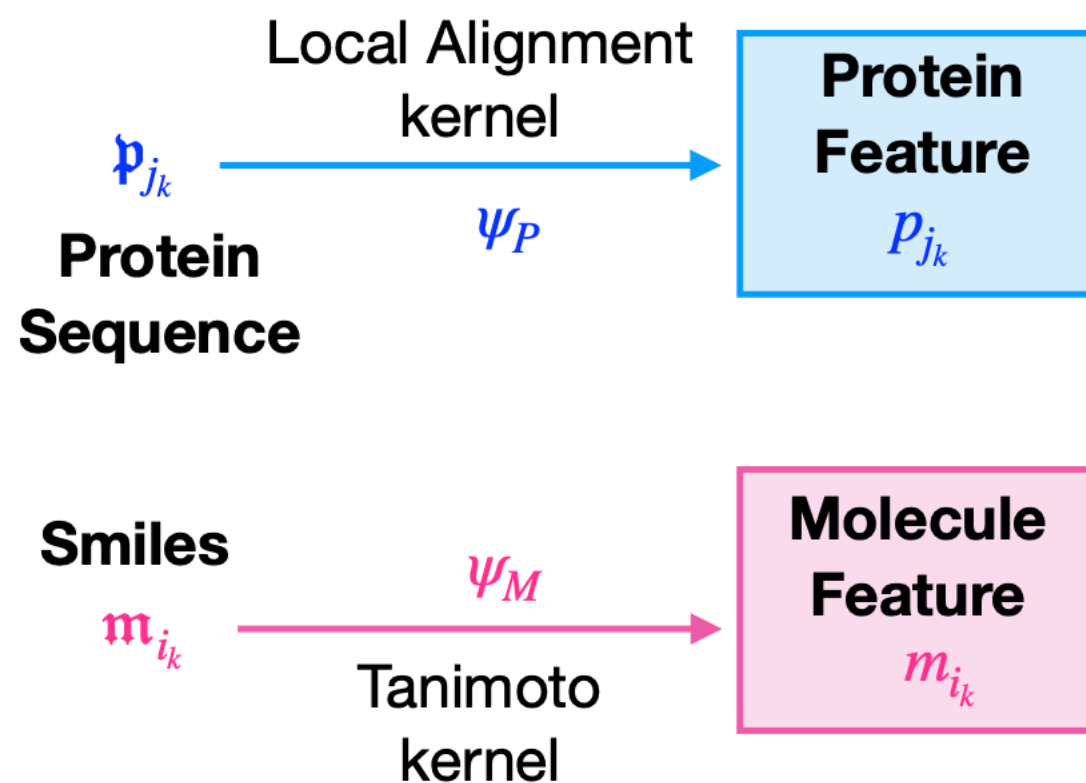 Local Alignment
kernel
𝔭_{j_k}
ψ_P
Protein
Sequence
Protein
Feature
p_{j_k}
Smiles
𝔪_{i_k}
ψ_M
Tanimoto
kernel
Molecule
Feature
m_{i_k}